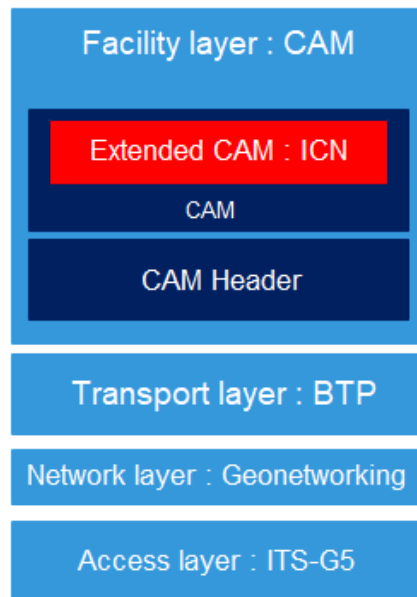 Facility layer : CAM
Extended CAM : ICN
CAM
CAM Header
Transport layer : BTP
Network layer : Geonetworking
Access layer : ITS-G5